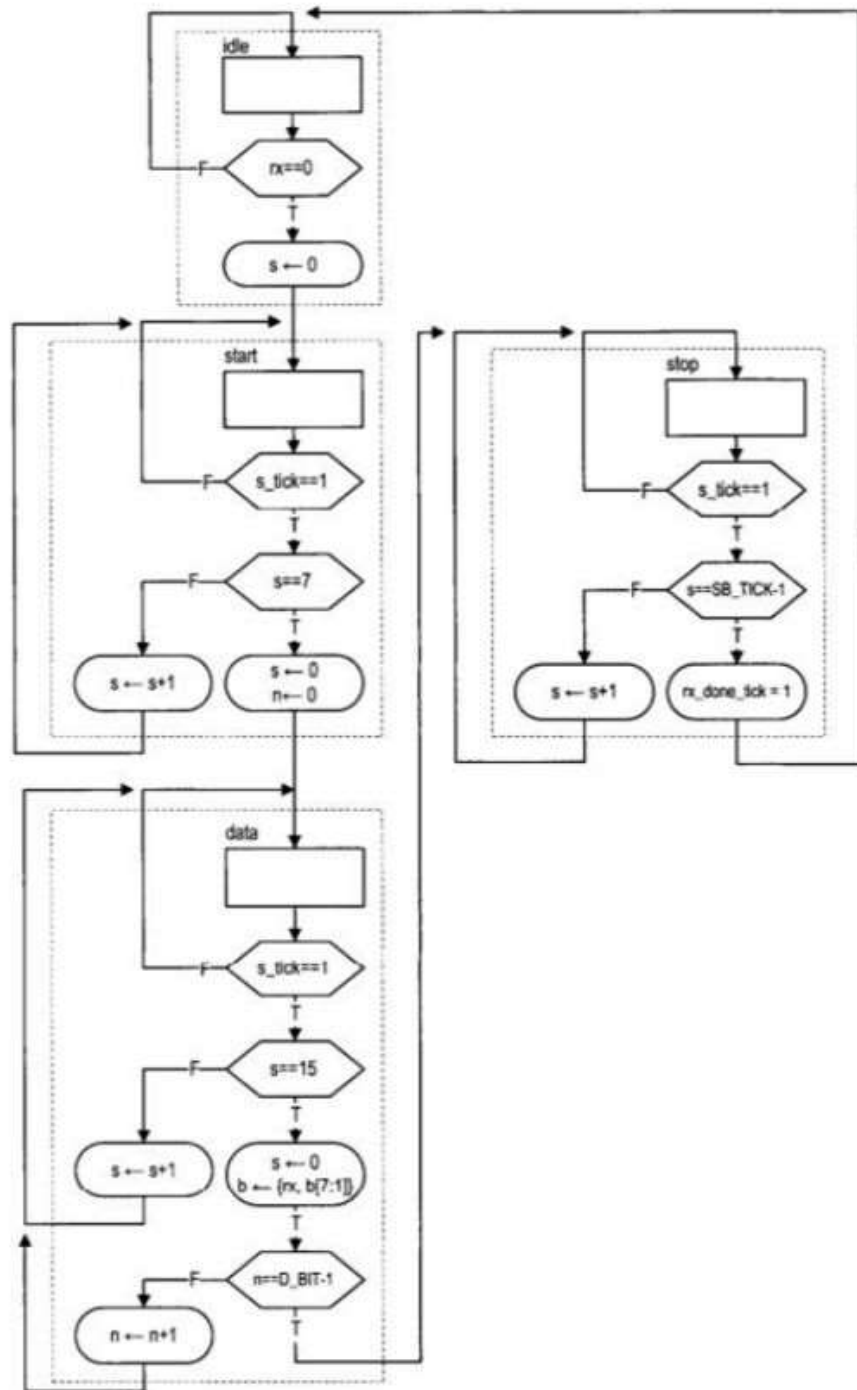 idle
rx==0
F
T
s ← 0
start
s_tick==1
F
T
s==7
F
T
s ← s+1
s ← 0
n ← 0
data
s_tick==1
F
T
s==15
F
T
s ← s+1
s ← 0
b ← {rx, b[7:1]}
T
n==D_BIT-1
F
T
n ← n+1
stop
s_tick==1
F
T
s==SB_TICK-1
F
T
s ← s+1
rx_done_tick = 1